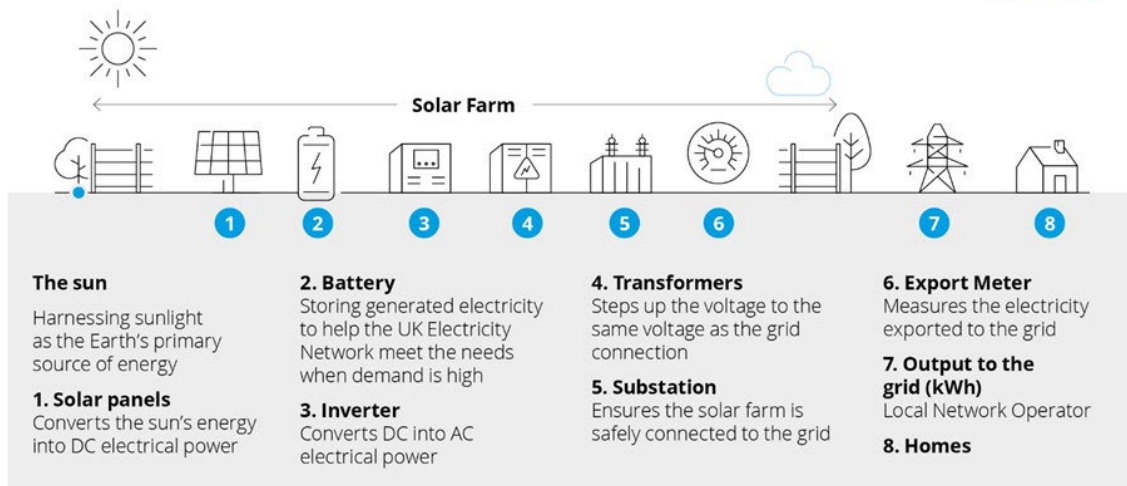 Solar Farm
1
2
3
4
5
6
7
8
The sun
Harnessing sunlight
as the Earth's primary
source of energy
1. Solar panels
Converts the sun's energy
into DC electrical power
2. Battery
Storing generated electricity
to help the UK Electricity
Network meet the needs
when demand is high
3. Inverter
Converts DC into AC
electrical power
4. Transformers
Steps up the voltage to the
same voltage as the grid
connection
5. Substation
Ensures the solar farm is
safely connected to the grid
6. Export Meter
Measures the electricity
exported to the grid
7. Output to the
grid (kWh)
Local Network Operator
8. Homes